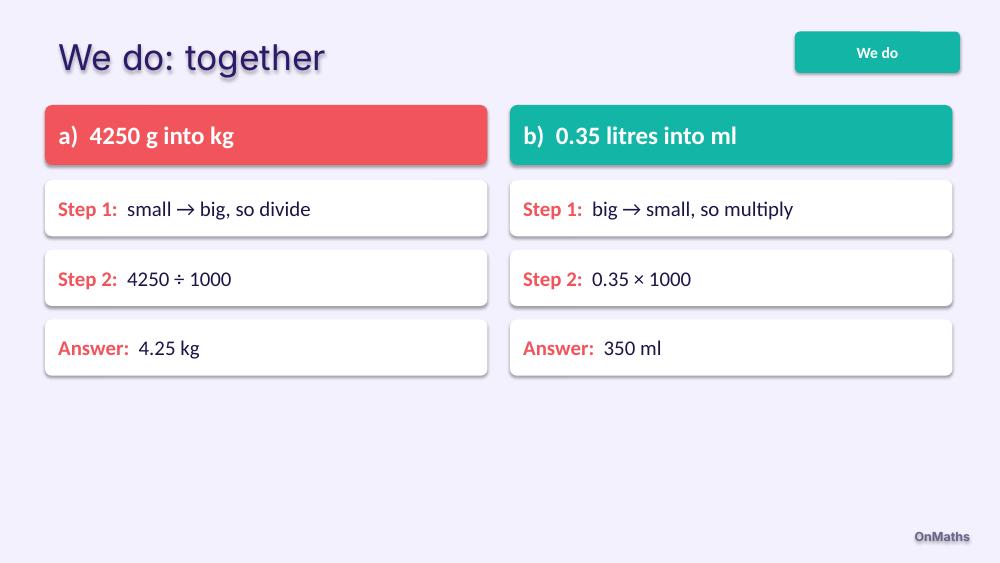 We do: together
We do
a)  4250 g into kg
Step 1:  small → big, so divide
Step 2:  4250 ÷ 1000
Answer:  4.25 kg
b)  0.35 litres into ml
Step 1:  big → small, so multiply
Step 2:  0.35 × 1000
Answer:  350 ml
OnMaths